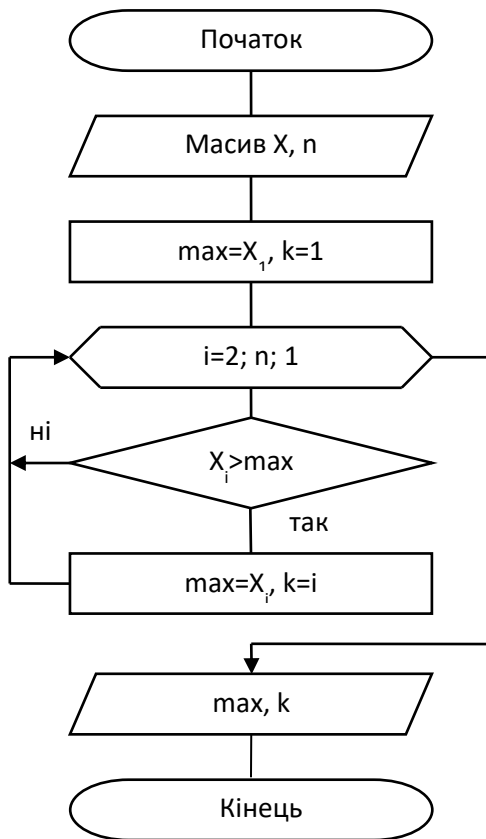 Початок
Масив X, n
max=X₁, k=1
i=2; n; 1
ні
Xᵢ>max
так
max=Xᵢ, k=i
max, k
Кінець